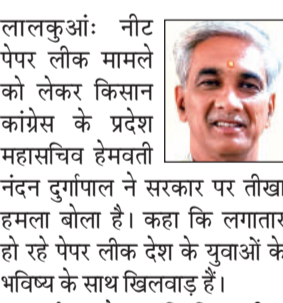 लालकुआंः नीट
पेपर लीक मामले
को लेकर किसान
कांग्रेस के प्रदेश
महासचिव हेमवती
नंदन दुर्गापाल ने सरकार पर तीखा
हमला बोला है। कहा कि लगातार
हो रहे पेपर लीक देश के युवाओं के
भविष्य के साथ खिलवाड़ हैं।